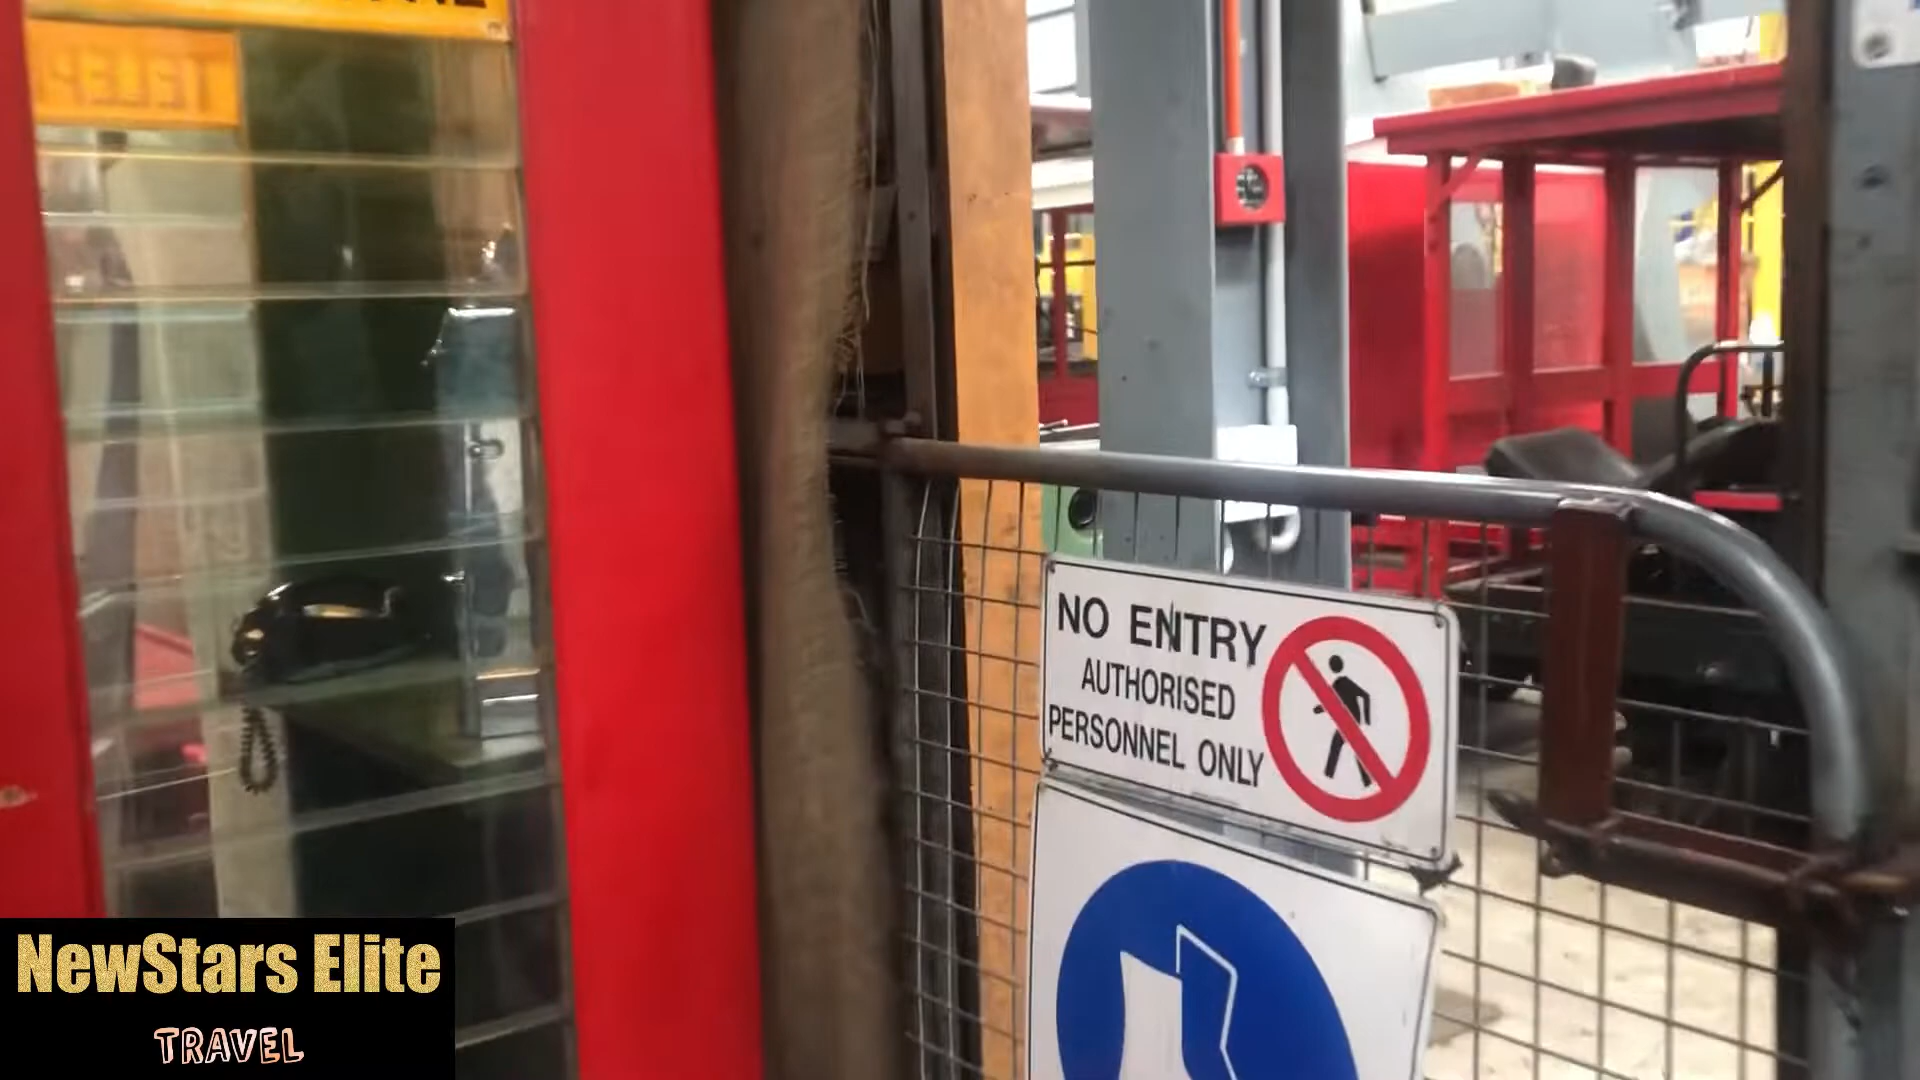 NO ENTRY
AUTHORISED
PERSONNEL ONLY
NewStars Elite
TRAVEL